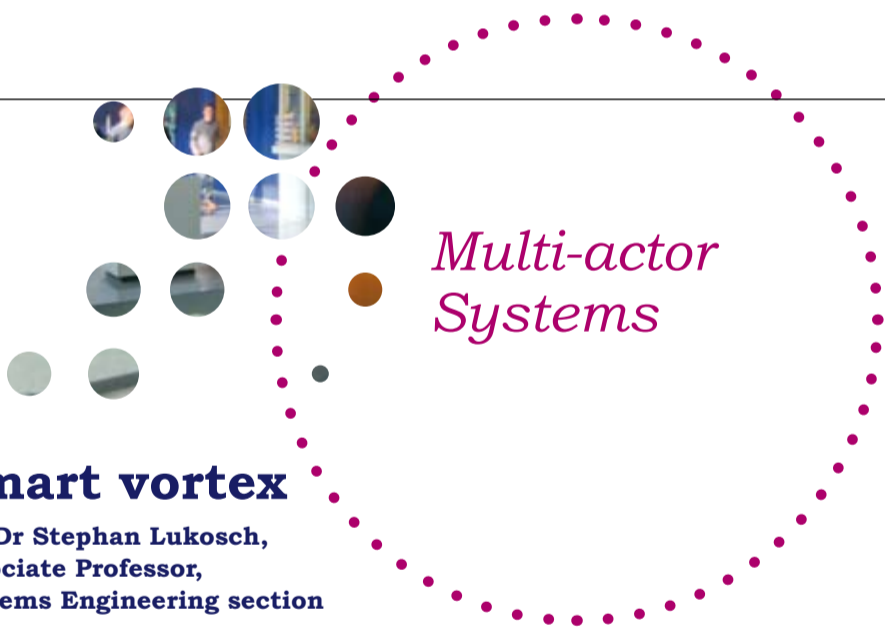 Multi-actor
Systems
mart vortex
Dr Stephan Lukosch,
ciate Professor,
ems Engineering section